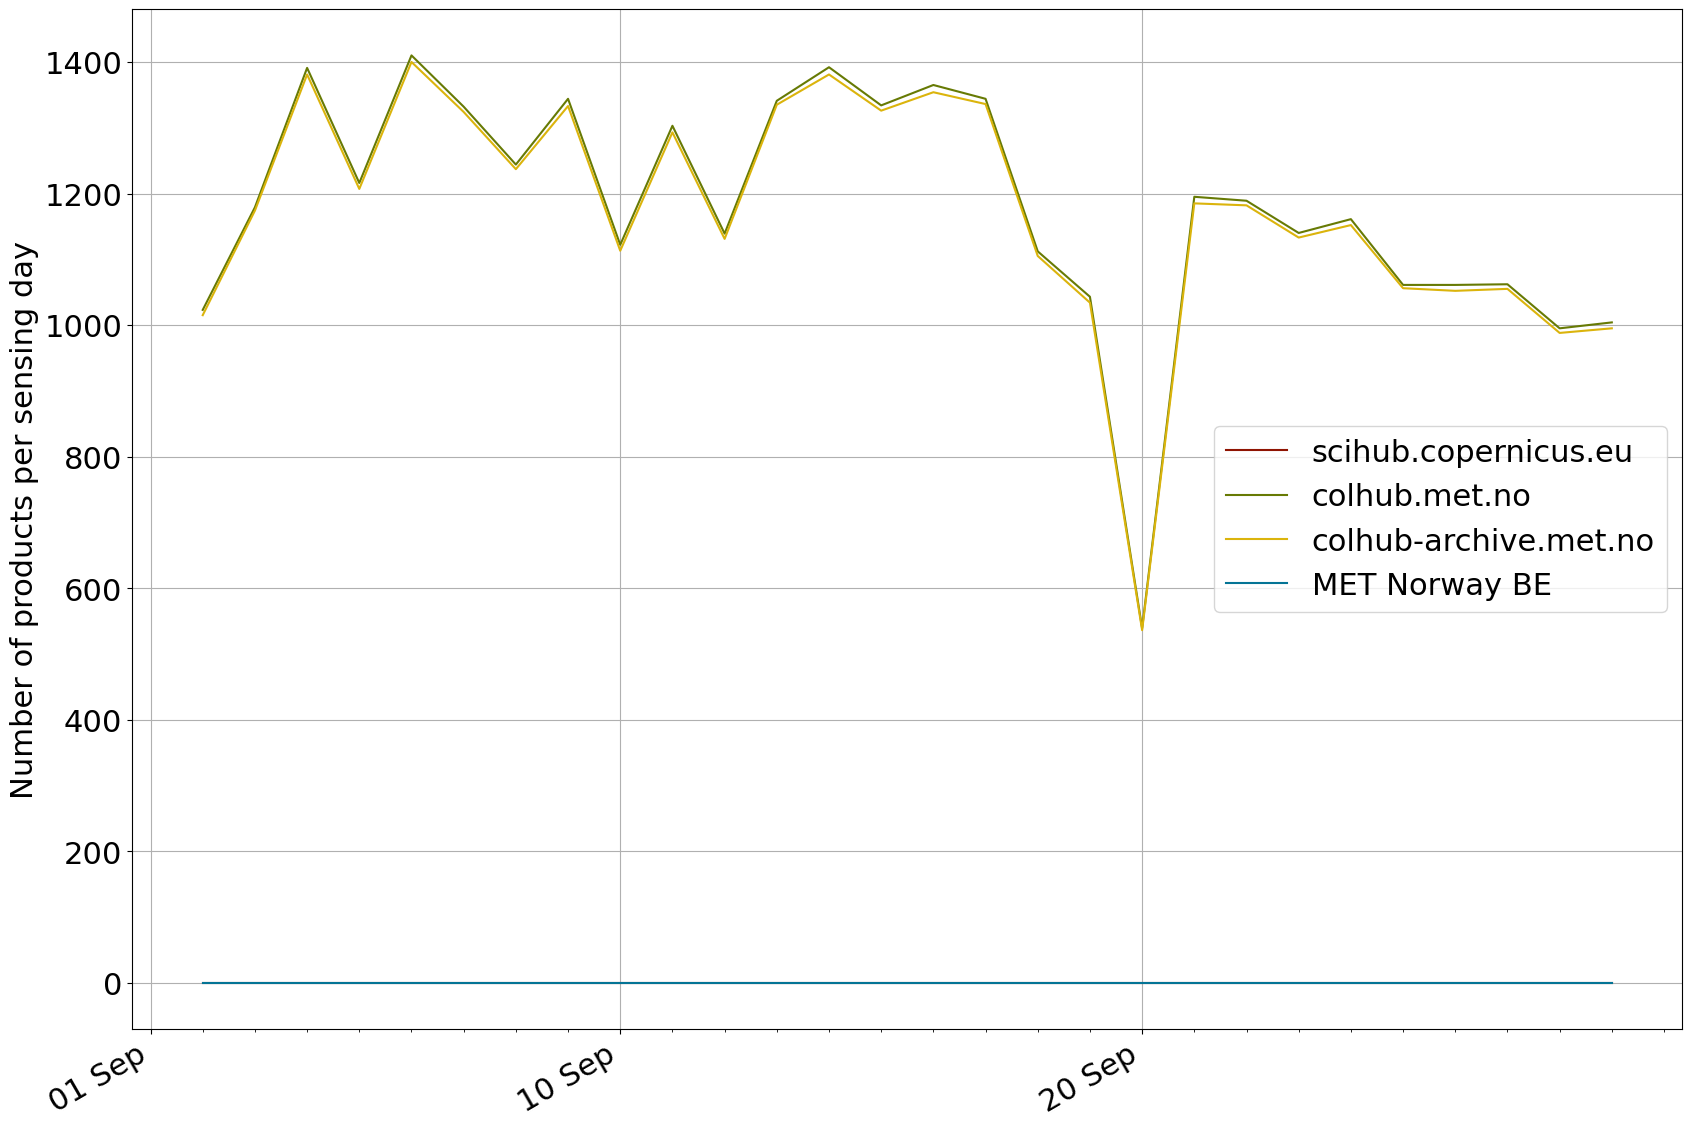 Number of products per sensing day
1400
1200
1000
800
600
400
200
0
scihub.copernicus.eu
colhub.met.no
colhub-archive.met.no
MET Norway BE
01 Sep
10 Sep
20 Sep